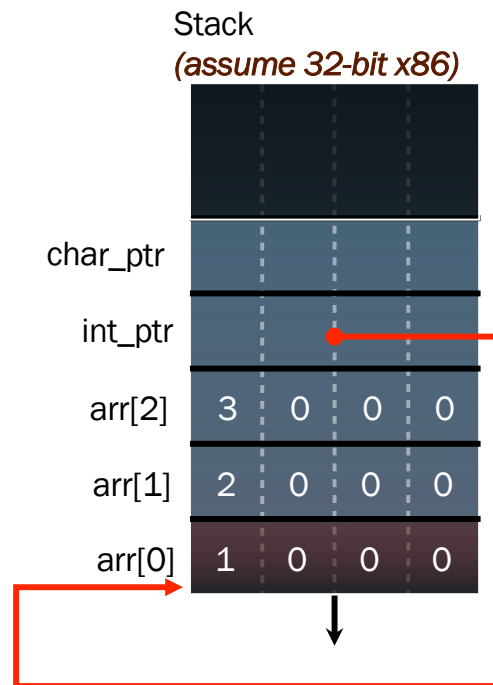 Stack
(assume 32-bit x86)
char_ptr
int_ptr
arr[2] 3 0 0 0
arr[1] 2 0 0 0
arr[0] 1 0 0 0